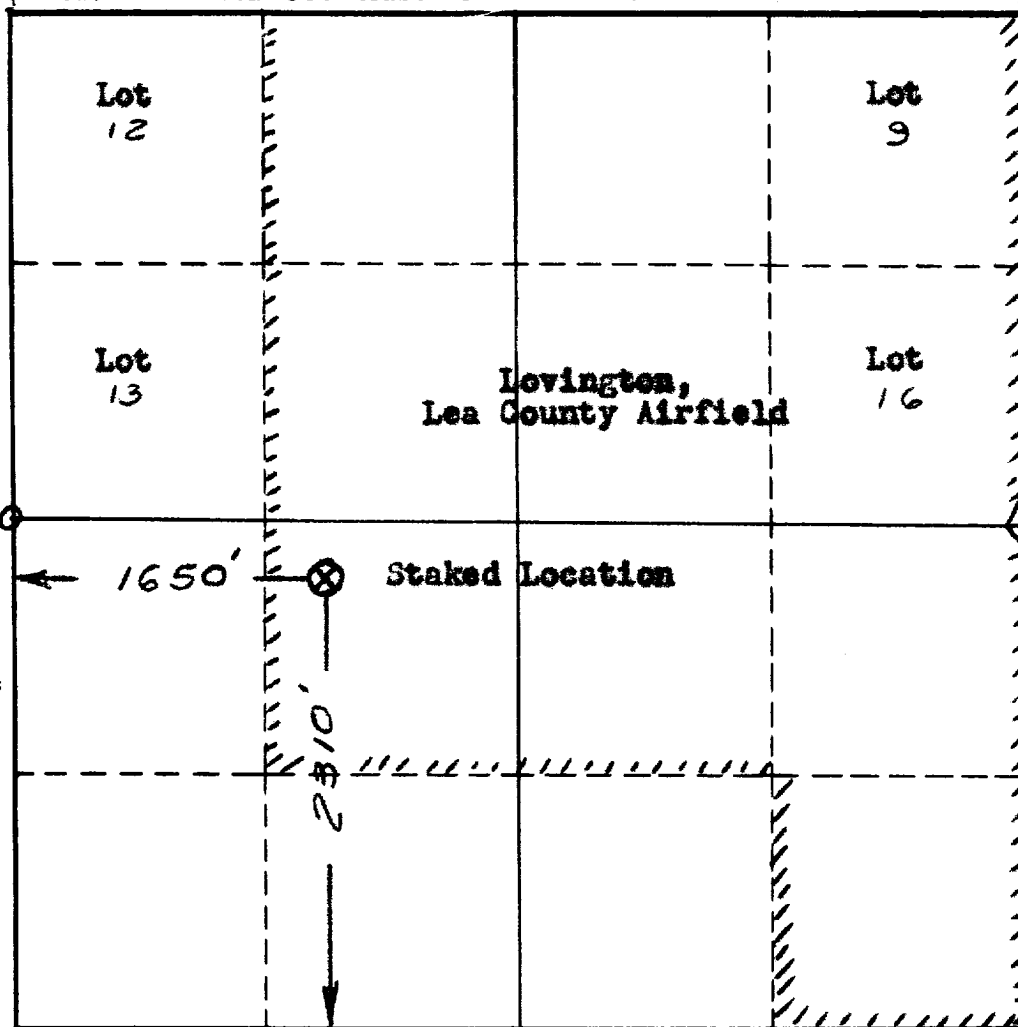 Lot
12
Lot
9
Lot
13
Lovington,
Lea County Airfield
Lot
16
1650'
Staked Location
2310'